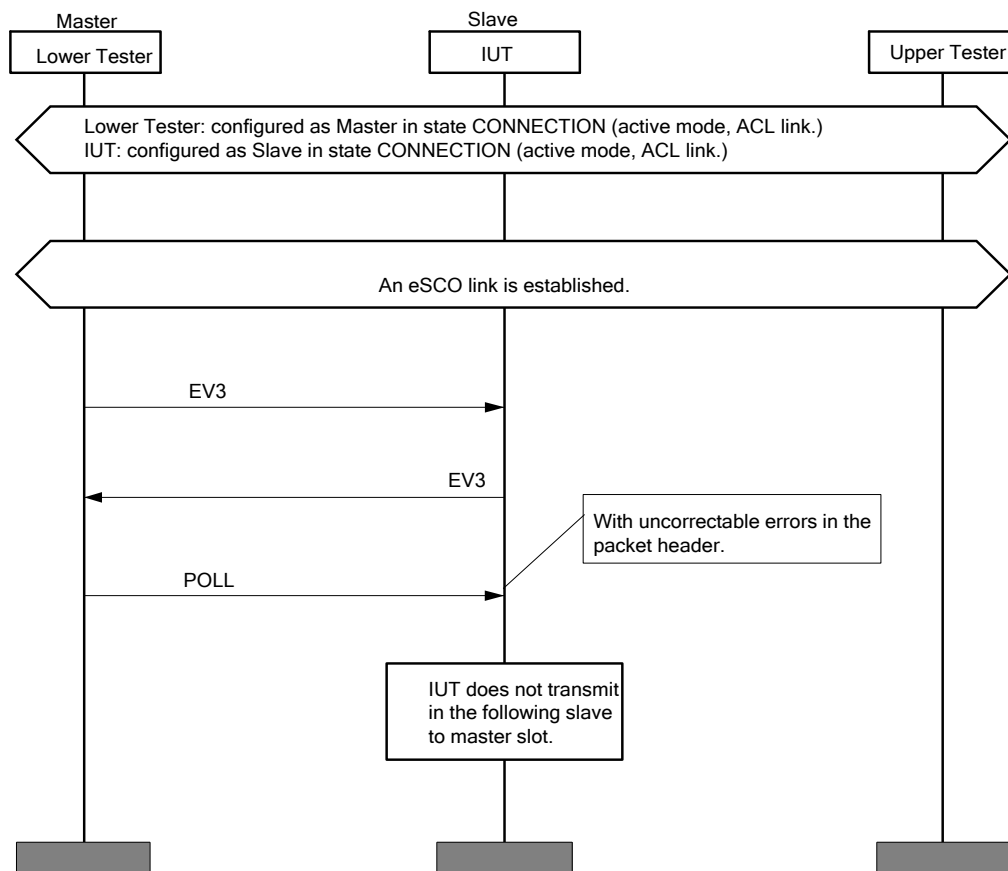 Master
Slave
Lower Tester
IUT
Upper Tester
Lower Tester: configured as Master in state CONNECTION (active mode, ACL link.)
IUT: configured as Slave in state CONNECTION (active mode, ACL link.)
An eSCO link is established.
EV3
EV3
With uncorrectable errors in the
packet header.
POLL
IUT does not transmit
in the following slave
to master slot.